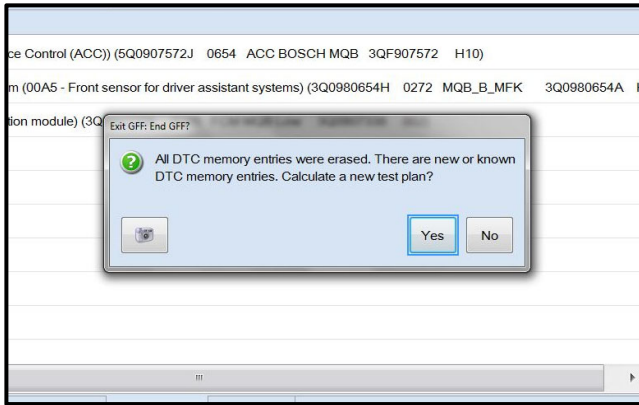 ce Control (ACC)) (5Q0907572J 0654 ACC BOSCH MQB 3QF907572 H10)
m (00A5 - Front sensor for driver assistant systems) (3Q0980654H 0272 MQB_B_MFK 3Q0980654A
tion module) (3Q
Exit GFF: End GFF?
All DTC memory entries were erased. There are new or known
DTC memory entries. Calculate a new test plan?
Yes No